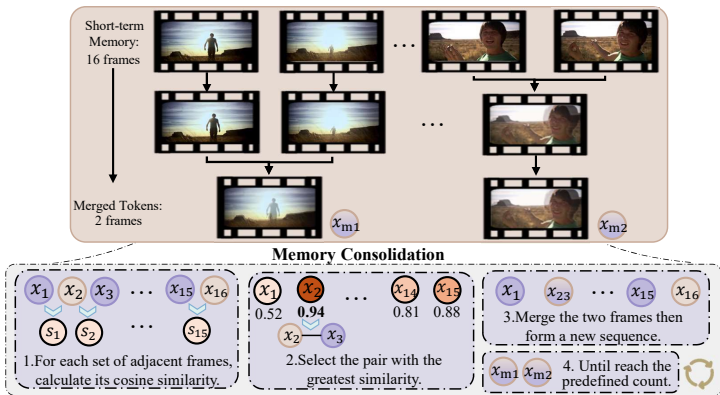 Short-term
Memory:
16 frames
...
...
Merged Tokens:
2 frames
x_m1
x_m2
Memory Consolidation
x_1 x_2 x_3 ... x_15 x_16
s_1 s_2 ... s_15
1.For each set of adjacent frames,
calculate its cosine similarity.
x_1 x_2 ... x_14 x_15
0.52 0.94 0.81 0.88
x_2 x_3
2.Select the pair with the
greatest similarity.
x_1 x_23 ... x_15 x_16
3.Merge the two frames then
form a new sequence.
x_m1 x_m2 4. Until reach the
predefined count.